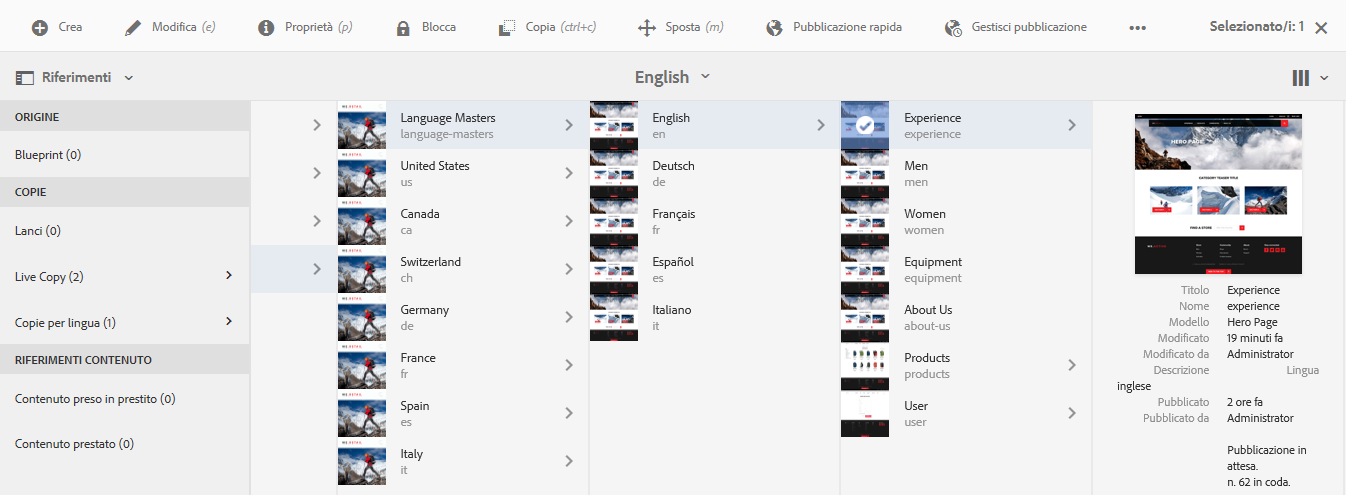 Crea Modifica (e) Proprietà (p) Blocca Copia (ctrl+c) Sposta (m) Pubblicazione rapida Gestisci pubblicazione ••• Selezionato/i: 1
Riferimenti English
ORIGINE
Blueprint (0)
COPIE
Lanci (0)
Live Copy (2)
Copie per lingua (1)
RIFERIMENTI CONTENUTO
Contenuto preso in prestito (0)
Contenuto prestato (0)
Language Masters
language-masters
United States
us
Canada
ca
Switzerland
ch
Germany
de
France
fr
Spain
es
Italy
it
English
en
Deutsch
de
Français
fr
Español
es
Italiano
it
Experience
experience
Men
men
Women
women
Equipment
equipment
About Us
about-us
Products
products
User
user
HERO PAGE
CATEGORY TEASER TITLE
FIND A STORE
Titolo Experience
Nome experience
Modello Hero Page
Modificato 19 minuti fa
Modificato da Administrator
Descrizione Lingua
inglese
Pubblicato 2 ore fa
Pubblicato da Administrator
Pubblicazione in
attesa.
n. 62 in coda.